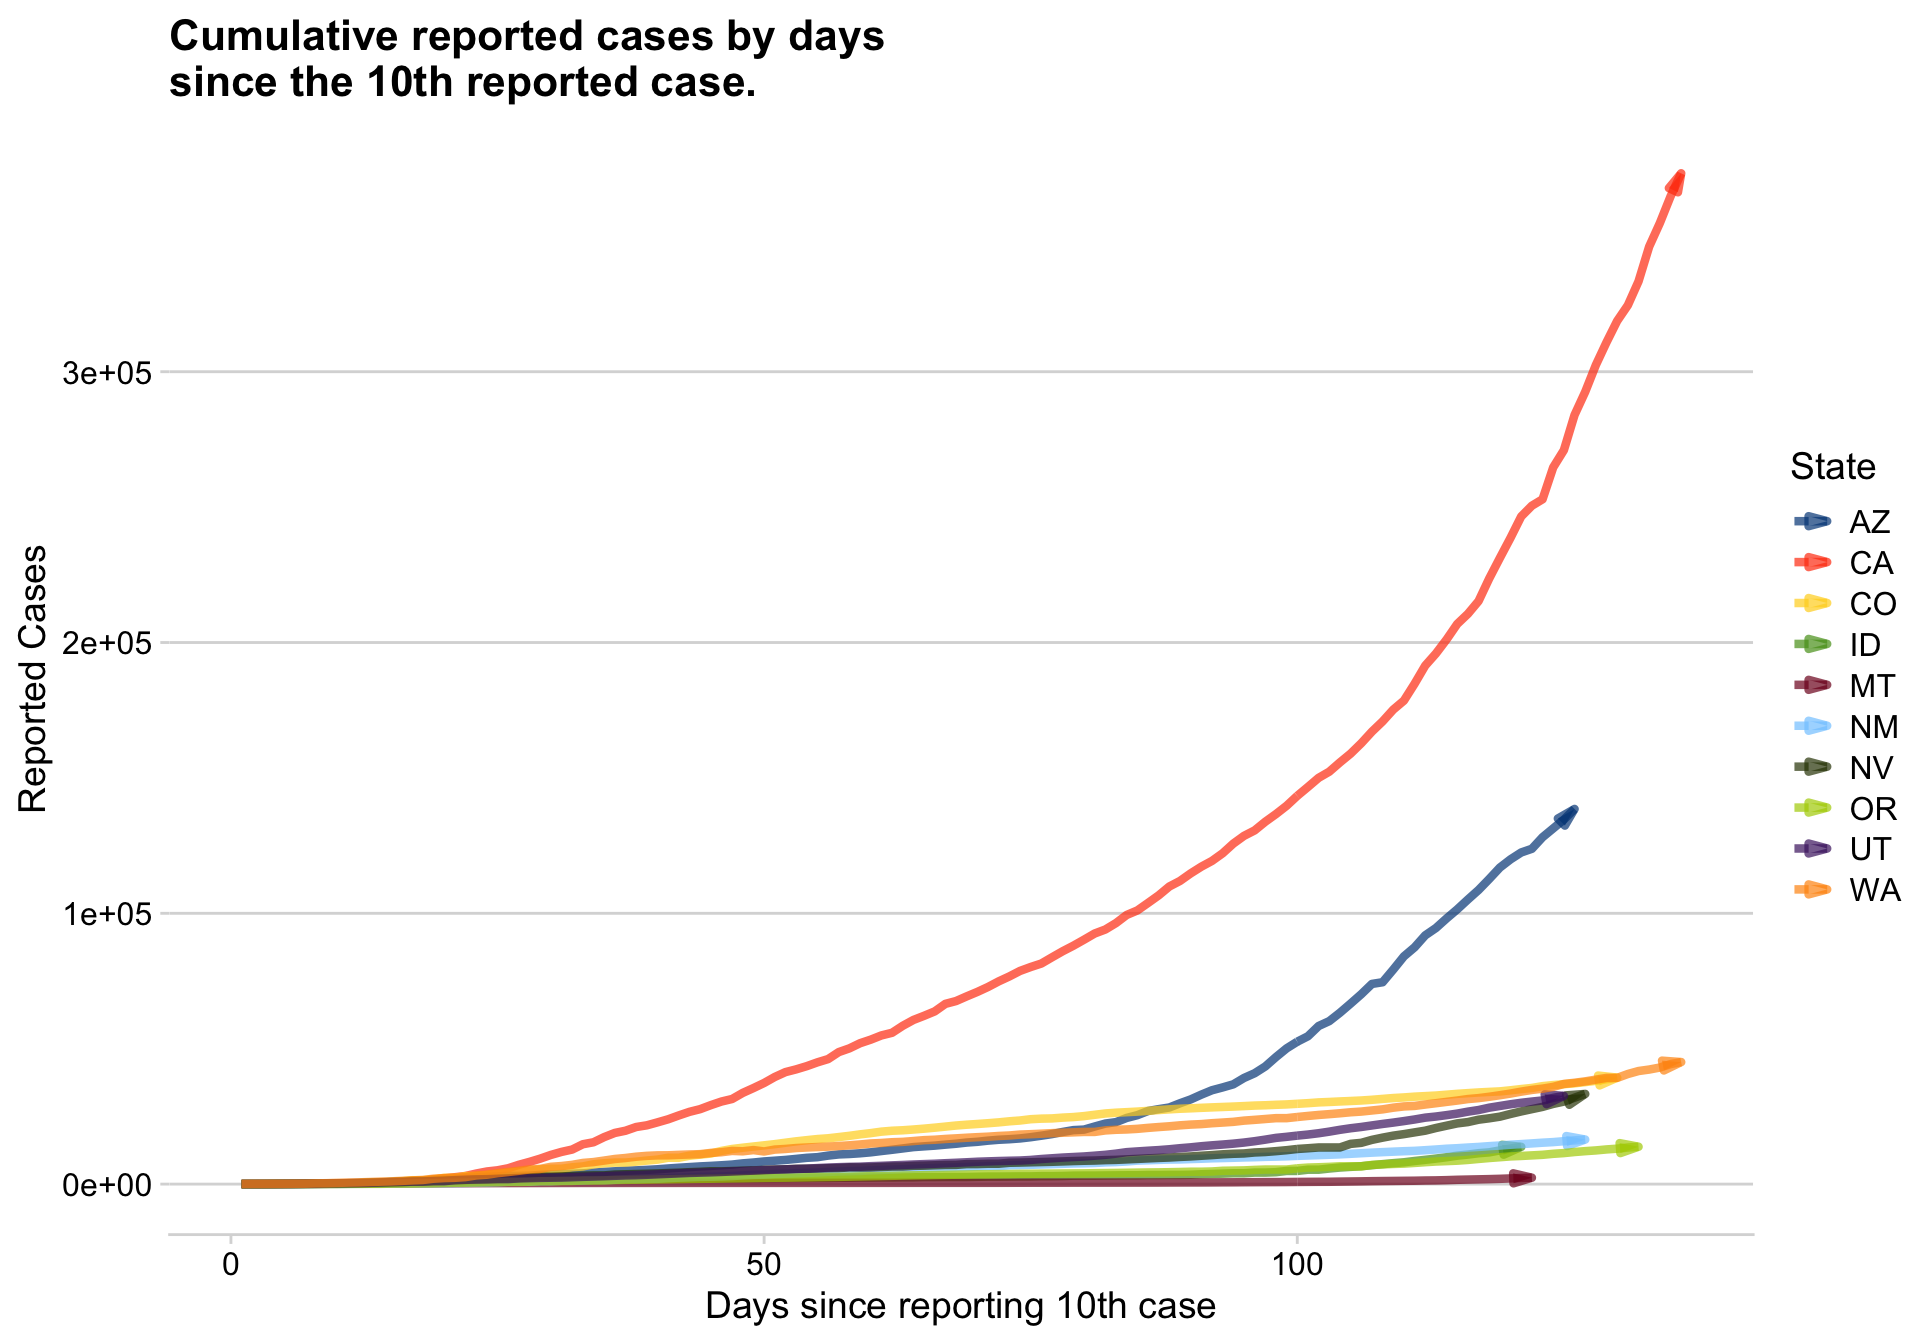 Cumulative reported cases by days
since the 10th reported case.
Reported Cases
3e+05
2e+05
1e+05
0e+00
0
50
100
Days since reporting 10th case
State
AZ
CA
CO
ID
MT
NM
NV
OR
UT
WA